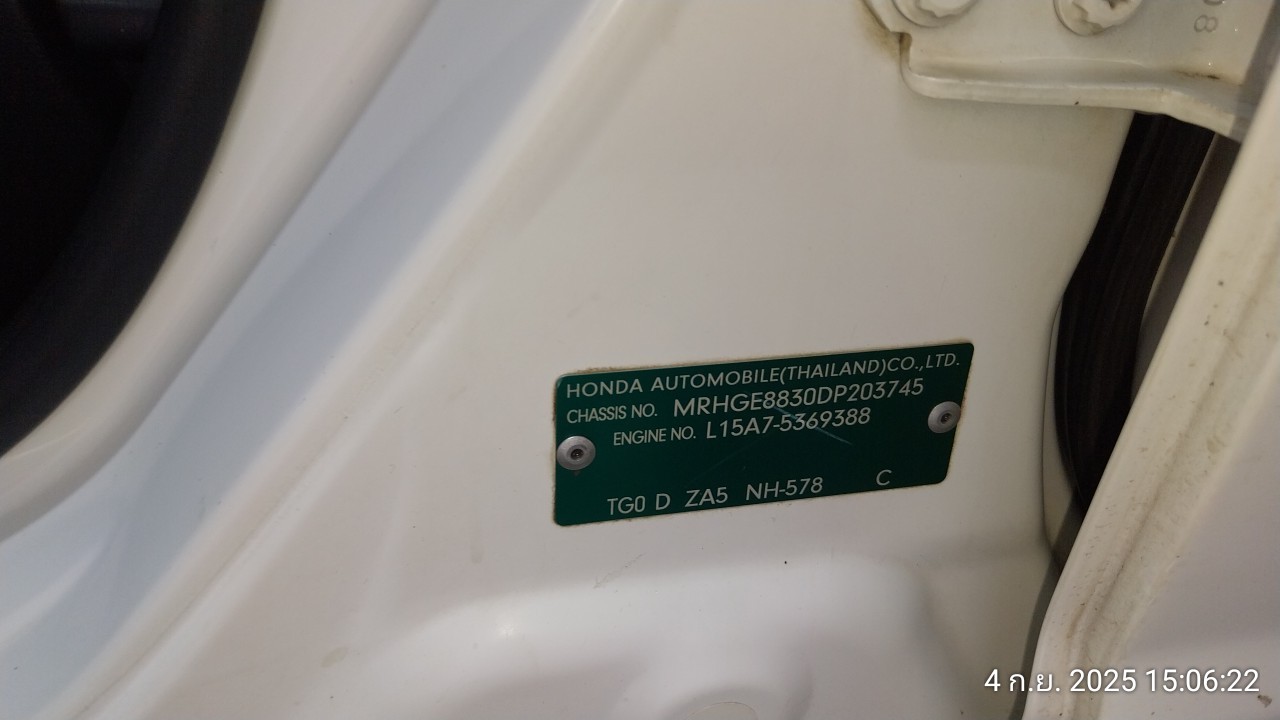 8
HONDA AUTOMOBILE(THAILAND)CO.,LTD.
CHASSIS NO. MRHGE8830DP203745
ENGINE NO. L15A7-5369388
TG0 D ZA5 NH-578 C
4 ก.ย. 2025 15:06:22